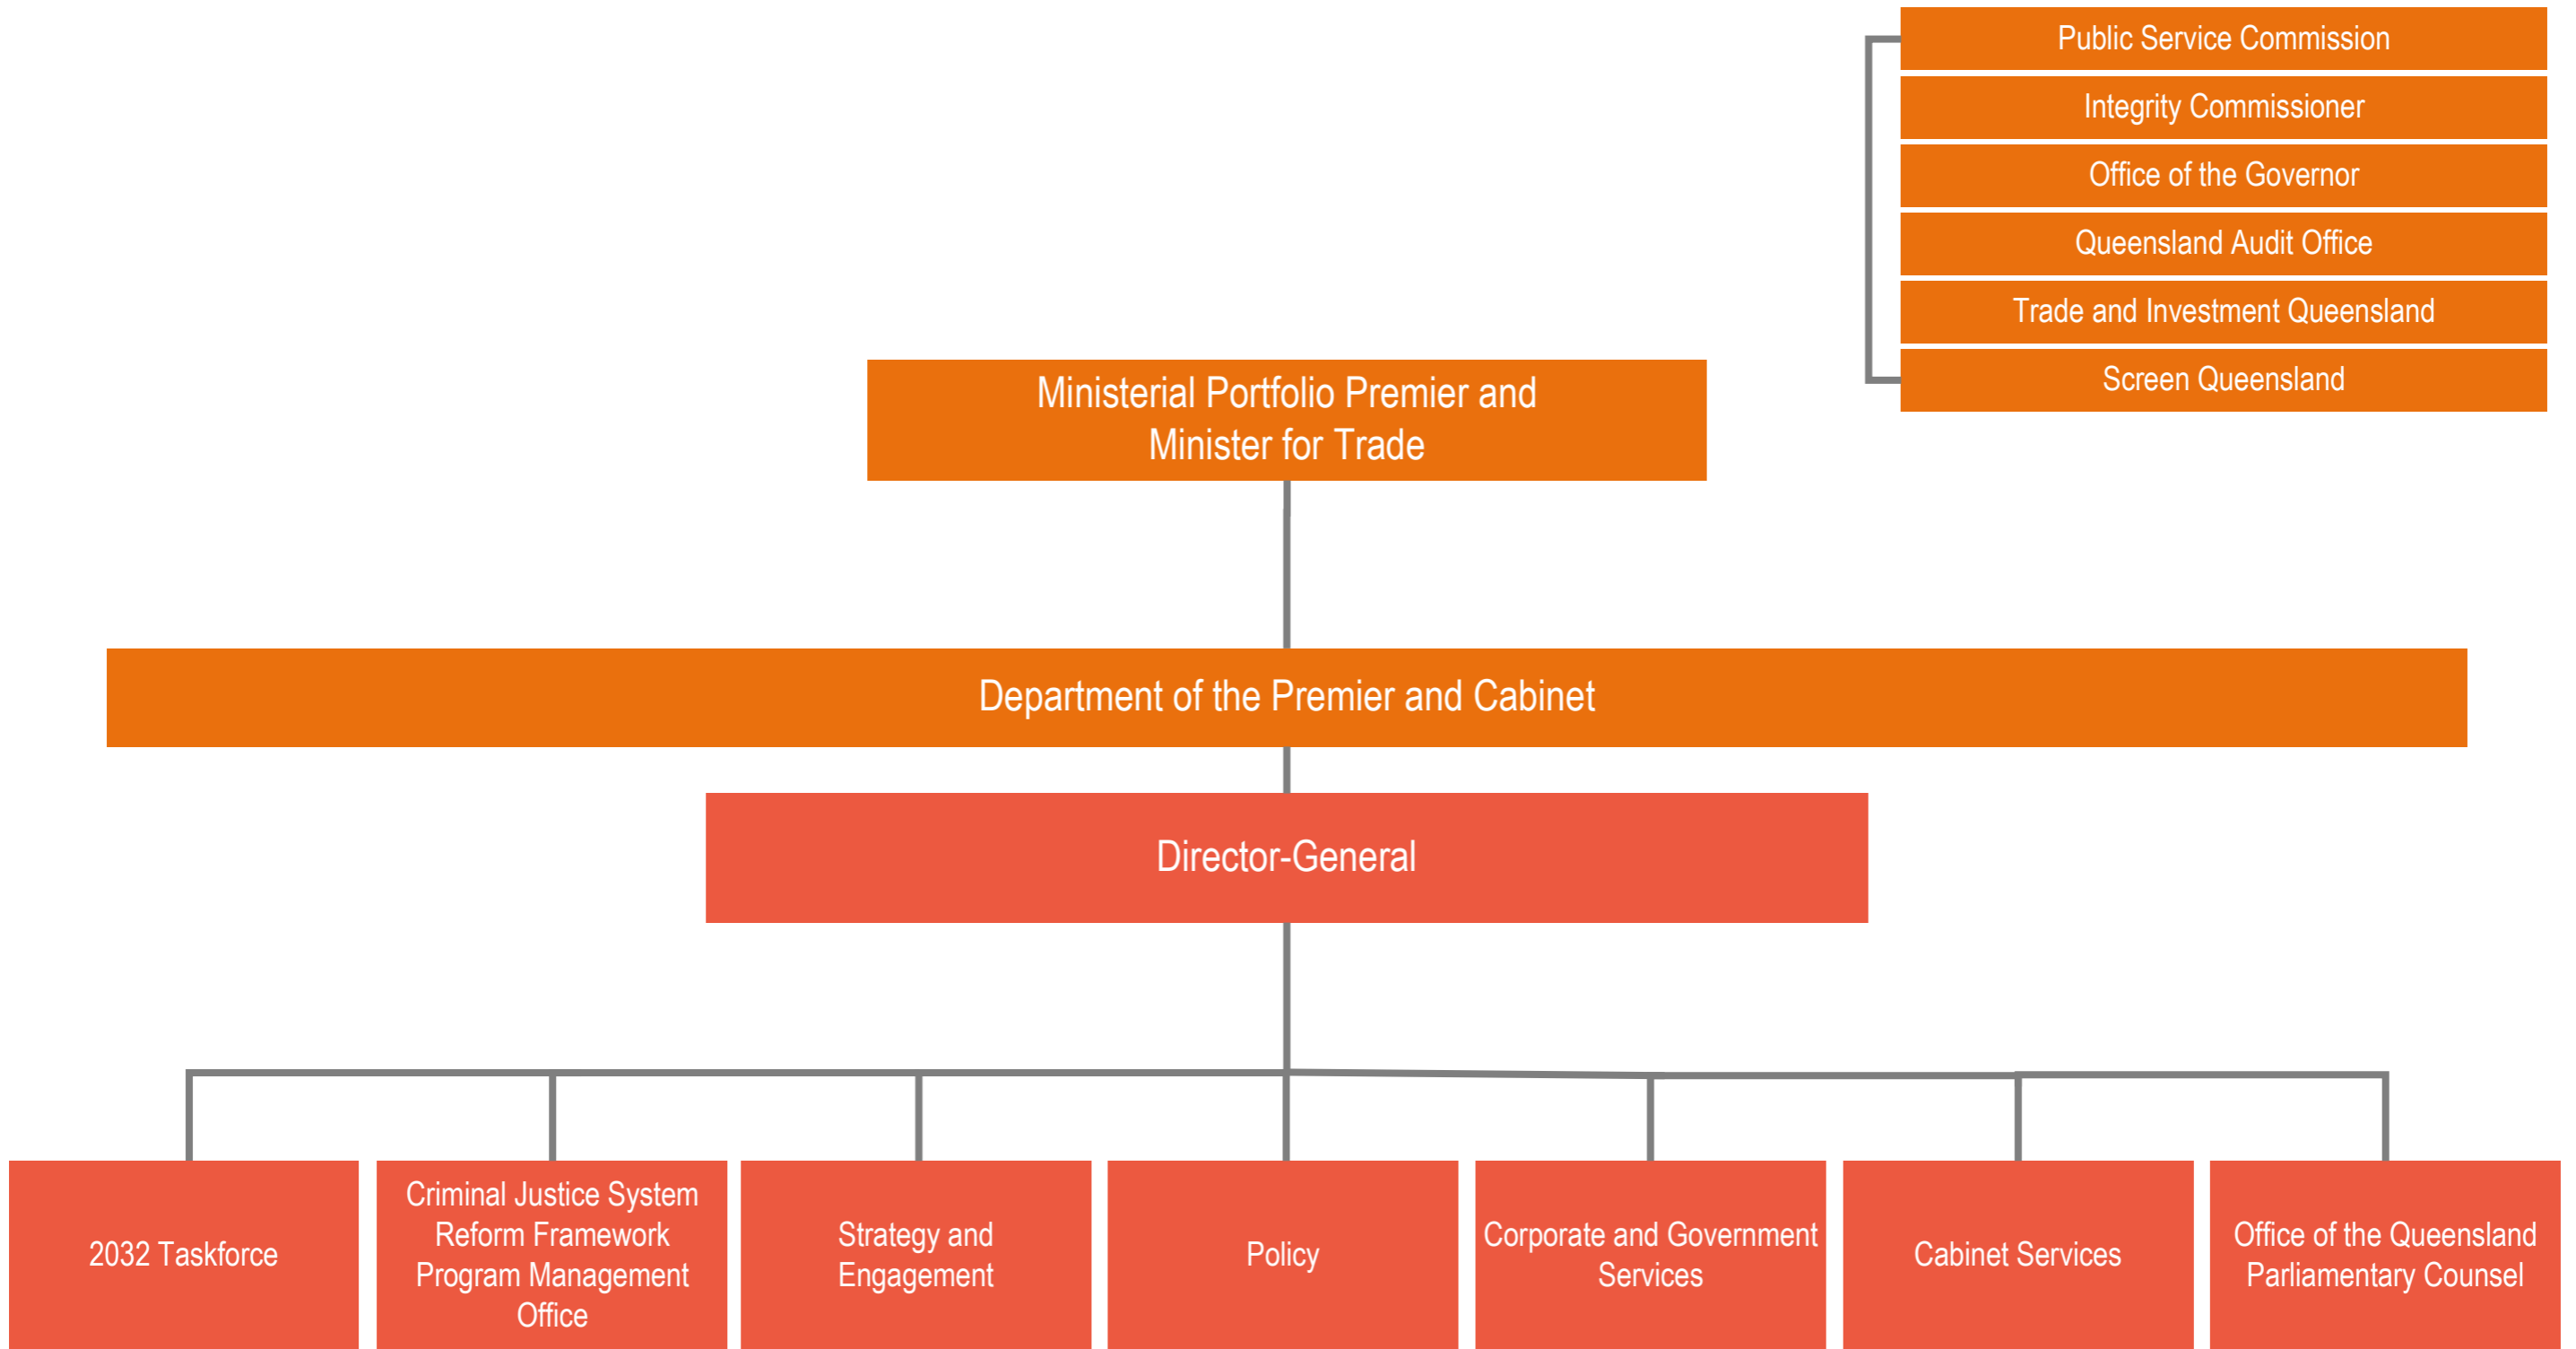 Public Service Commission
Integrity Commissioner
Office of the Governor
Queensland Audit Office
Trade and Investment Queensland
Screen Queensland
Ministerial Portfolio Premier and
Minister for Trade
Department of the Premier and Cabinet
Director-General
2032 Taskforce
Criminal Justice System
Reform Framework
Program Management
Office
Strategy and
Engagement
Policy
Corporate and Government
Services
Cabinet Services
Office of the Queensland
Parliamentary Counsel